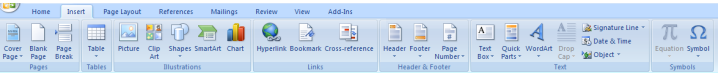 Home Insert Page Layout References Mailings Review View Add-Ins
Cover Page Blank Page Page Break Table Picture Clip Art Shapes SmartArt Chart Hyperlink Bookmark Cross-reference Header Footer Page Number Text Box Quick Parts WordArt Drop Cap Signature Line Date & Time Object Equation Symbol
Pages Tables Illustrations Links Header & Footer Text Symbols